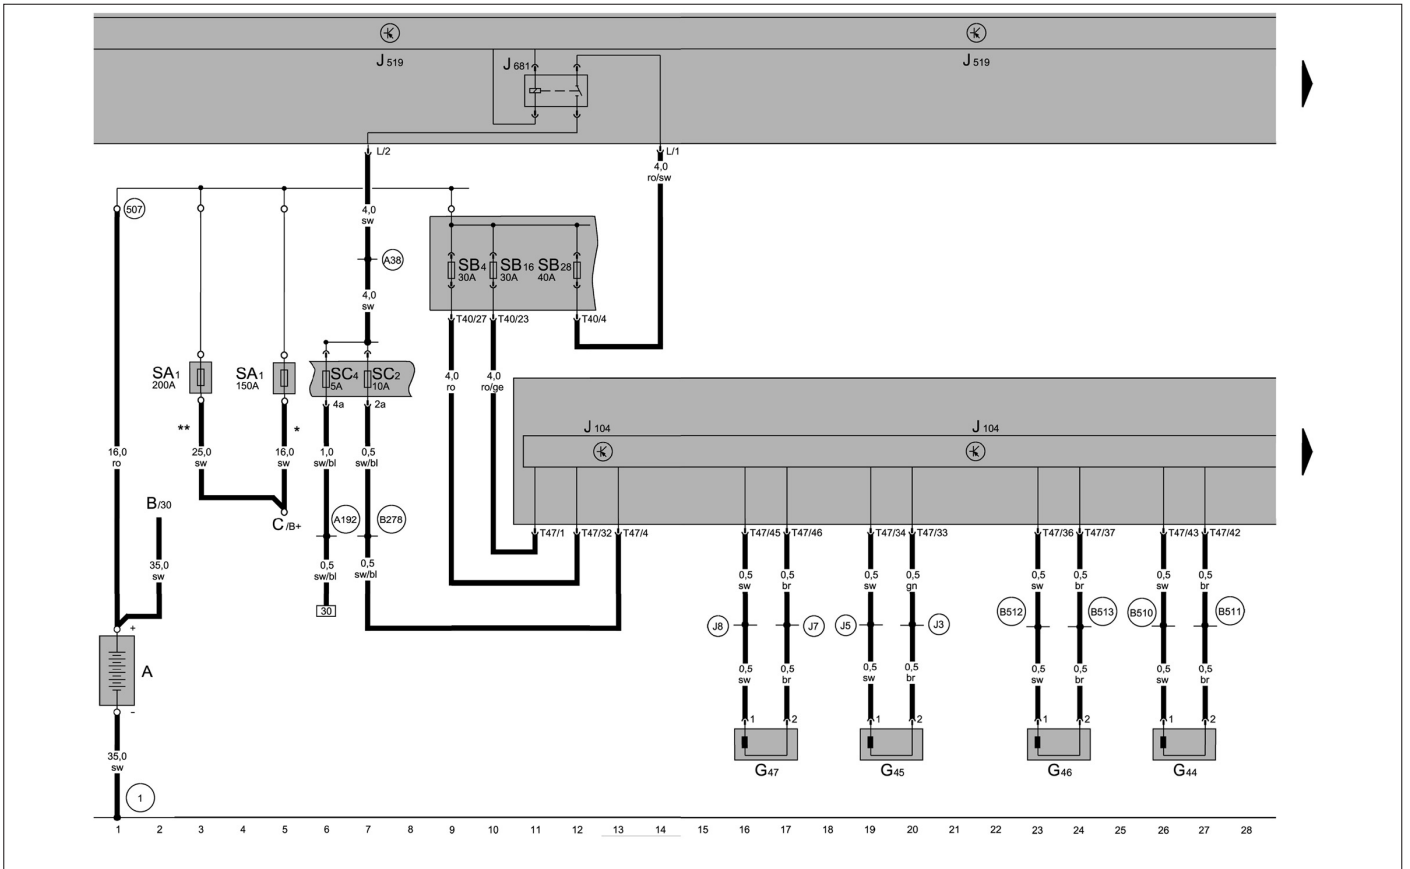 J 519
J 519
J 681
L/2
L/1
4,0
ro/sw
507
4,0
sw
A38
4,0
sw
SB4
30A
SB16
30A
SB28
40A
T40/27
T40/23
T40/4
SA1
200A
SA1
150A
SC4
5A
SC2
10A
4a
2a
4,0
ro
4,0
ro/ge
**
*
J 104
J 104
16,0
ro
25,0
sw
16,0
sw
1,0
sw/bl
0,5
sw/bl
B/30
C/B+
A192
B278
T47/1
T47/32
T47/4
T47/45
T47/46
T47/34
T47/33
T47/36
T47/37
T47/43
T47/42
35,0
sw
0,5
sw/bl
0,5
sw/bl
0,5
sw
0,5
br
0,5
sw
0,5
gn
0,5
sw
0,5
br
0,5
sw
0,5
br
30
J8
J7
J5
J3
B512
B513
B510
B511
+
A
-
0,5
sw
0,5
br
0,5
sw
0,5
br
0,5
sw
0,5
br
0,5
sw
0,5
br
1
2
1
2
1
2
1
2
35,0
sw
G47
G45
G46
G44
1
1 2 3 4 5 6 7 8 9 10 11 12 13 14 15 16 17 18 19 20 21 22 23 24 25 26 27 28